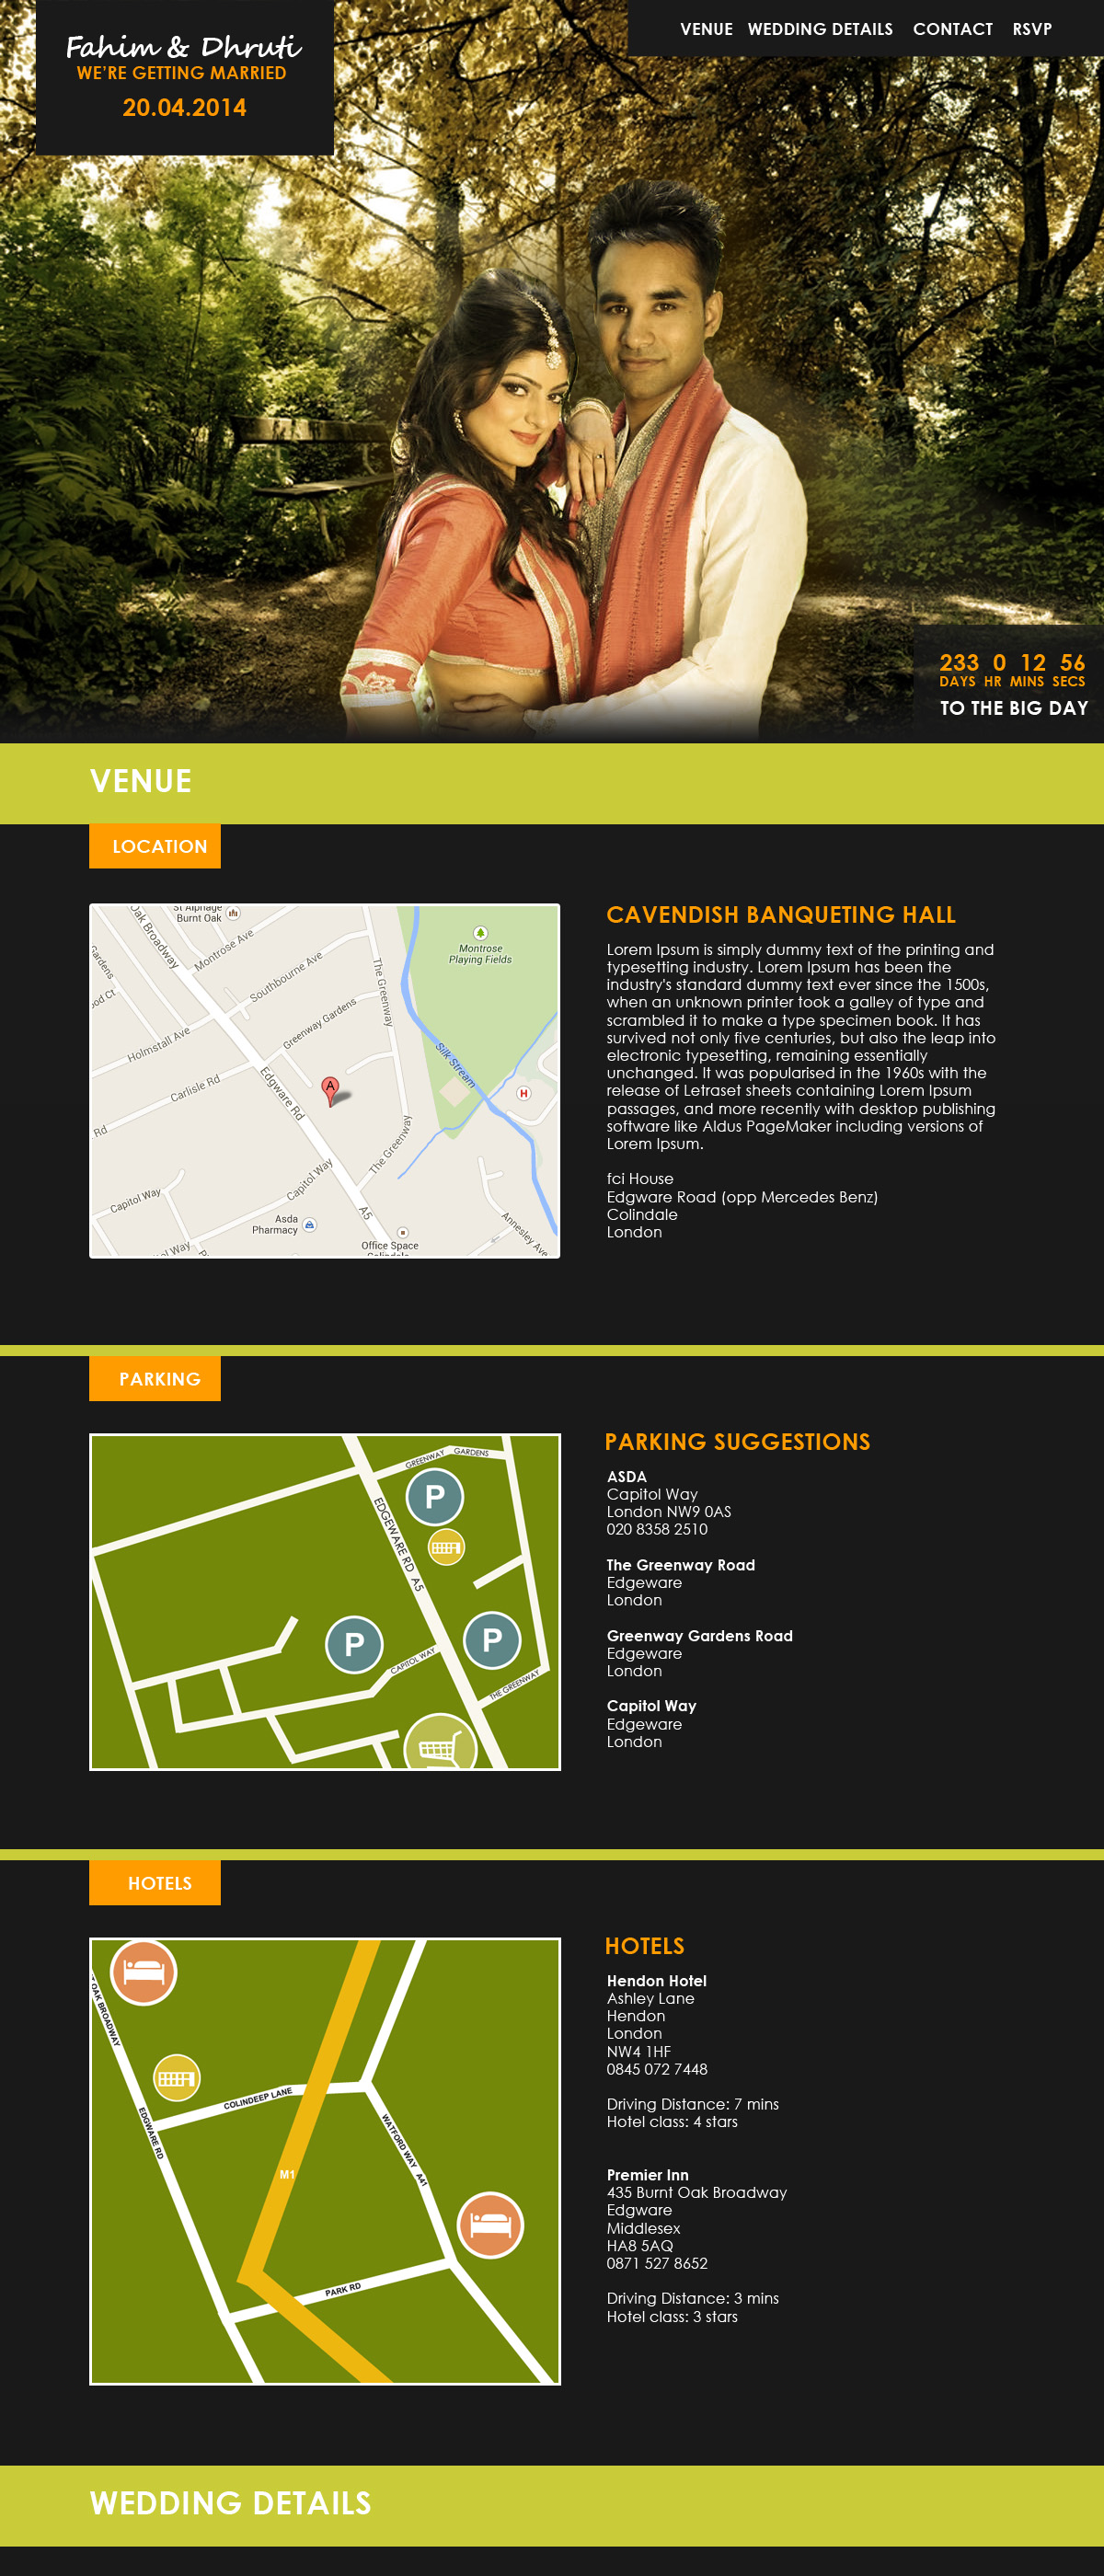 Fahim & Dhruti
WE'RE GETTING MARRIED
20.04.2014
VENUE WEDDING DETAILS CONTACT RSVP
233 0 12 56
DAYS HR MINS SECS
TO THE BIG DAY
VENUE
LOCATION
St Alphage
Burnt Oak
Oak Broadway
Montrose Ave
Gardens
Southbourne Ave
The Greenway
Montrose
Playing Fields
ood Ct
Greenway Gardens
Holmstall Ave
Silk Stream
Carlisle Rd
Edgware Rd
A
H
Rd
The Greenway
Capitol Way
Capitol Way
A5
Asda
Pharmacy
Annesley Ave
Office Space
Colindale
ol Way
CAVENDISH BANQUETING HALL
Lorem Ipsum is simply dummy text of the printing and
typesetting industry. Lorem Ipsum has been the
industry's standard dummy text ever since the 1500s,
when an unknown printer took a galley of type and
scrambled it to make a type specimen book. It has
survived not only five centuries, but also the leap into
electronic typesetting, remaining essentially
unchanged. It was popularised in the 1960s with the
release of Letraset sheets containing Lorem Ipsum
passages, and more recently with desktop publishing
software like Aldus PageMaker including versions of
Lorem Ipsum.
fci House
Edgware Road (opp Mercedes Benz)
Colindale
London
PARKING
GREENWAY GARDENS
P
EDGEWARE RD A5
P
P
CAPITOL WAY
THE GREENWAY
PARKING SUGGESTIONS
ASDA
Capitol Way
London NW9 0AS
020 8358 2510
The Greenway Road
Edgeware
London
Greenway Gardens Road
Edgeware
London
Capitol Way
Edgeware
London
HOTELS
T OAK BROADWAY
COLINDEEP LANE
EDGWARE RD
WATFORD WAY A41
M1
PARK RD
HOTELS
Hendon Hotel
Ashley Lane
Hendon
London
NW4 1HF
0845 072 7448
Driving Distance: 7 mins
Hotel class: 4 stars
Premier Inn
435 Burnt Oak Broadway
Edgware
Middlesex
HA8 5AQ
0871 527 8652
Driving Distance: 3 mins
Hotel class: 3 stars
WEDDING DETAILS